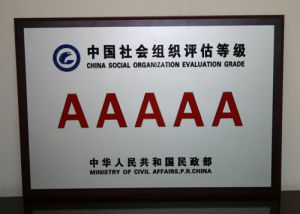 中国社会组织评估等级
CHINA SOCIAL ORGANIZATION EVALUATION GRADE
AAAAA
中华人民共和国民政部
MINISTRY OF CIVIL AFFAIRS,P.R.CHINA